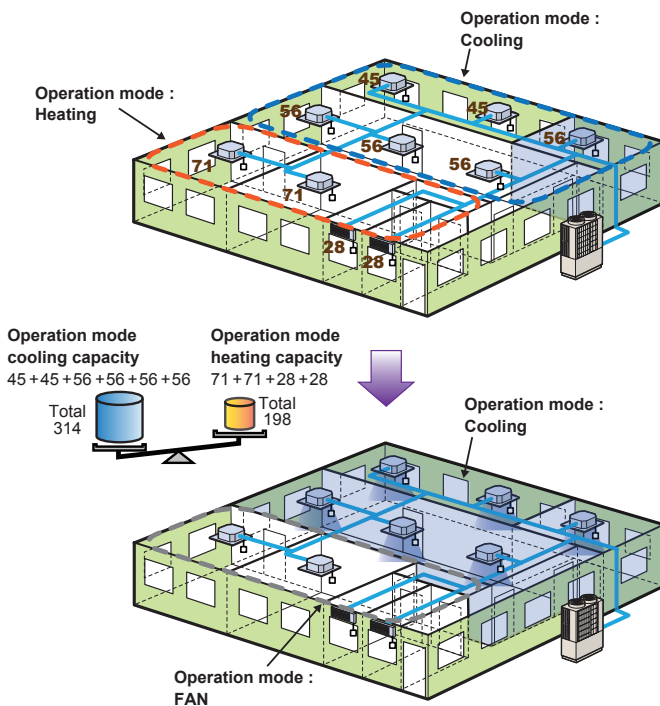 Operation mode :
Cooling
Operation mode :
Heating
45
45
56
56
56
56
71
71
28
28
Operation mode
cooling capacity
45 +45+56 +56+56 +56
Total
314
Operation mode
heating capacity
71 +71 +28 +28
Total
198
Operation mode :
Cooling
Operation mode :
FAN